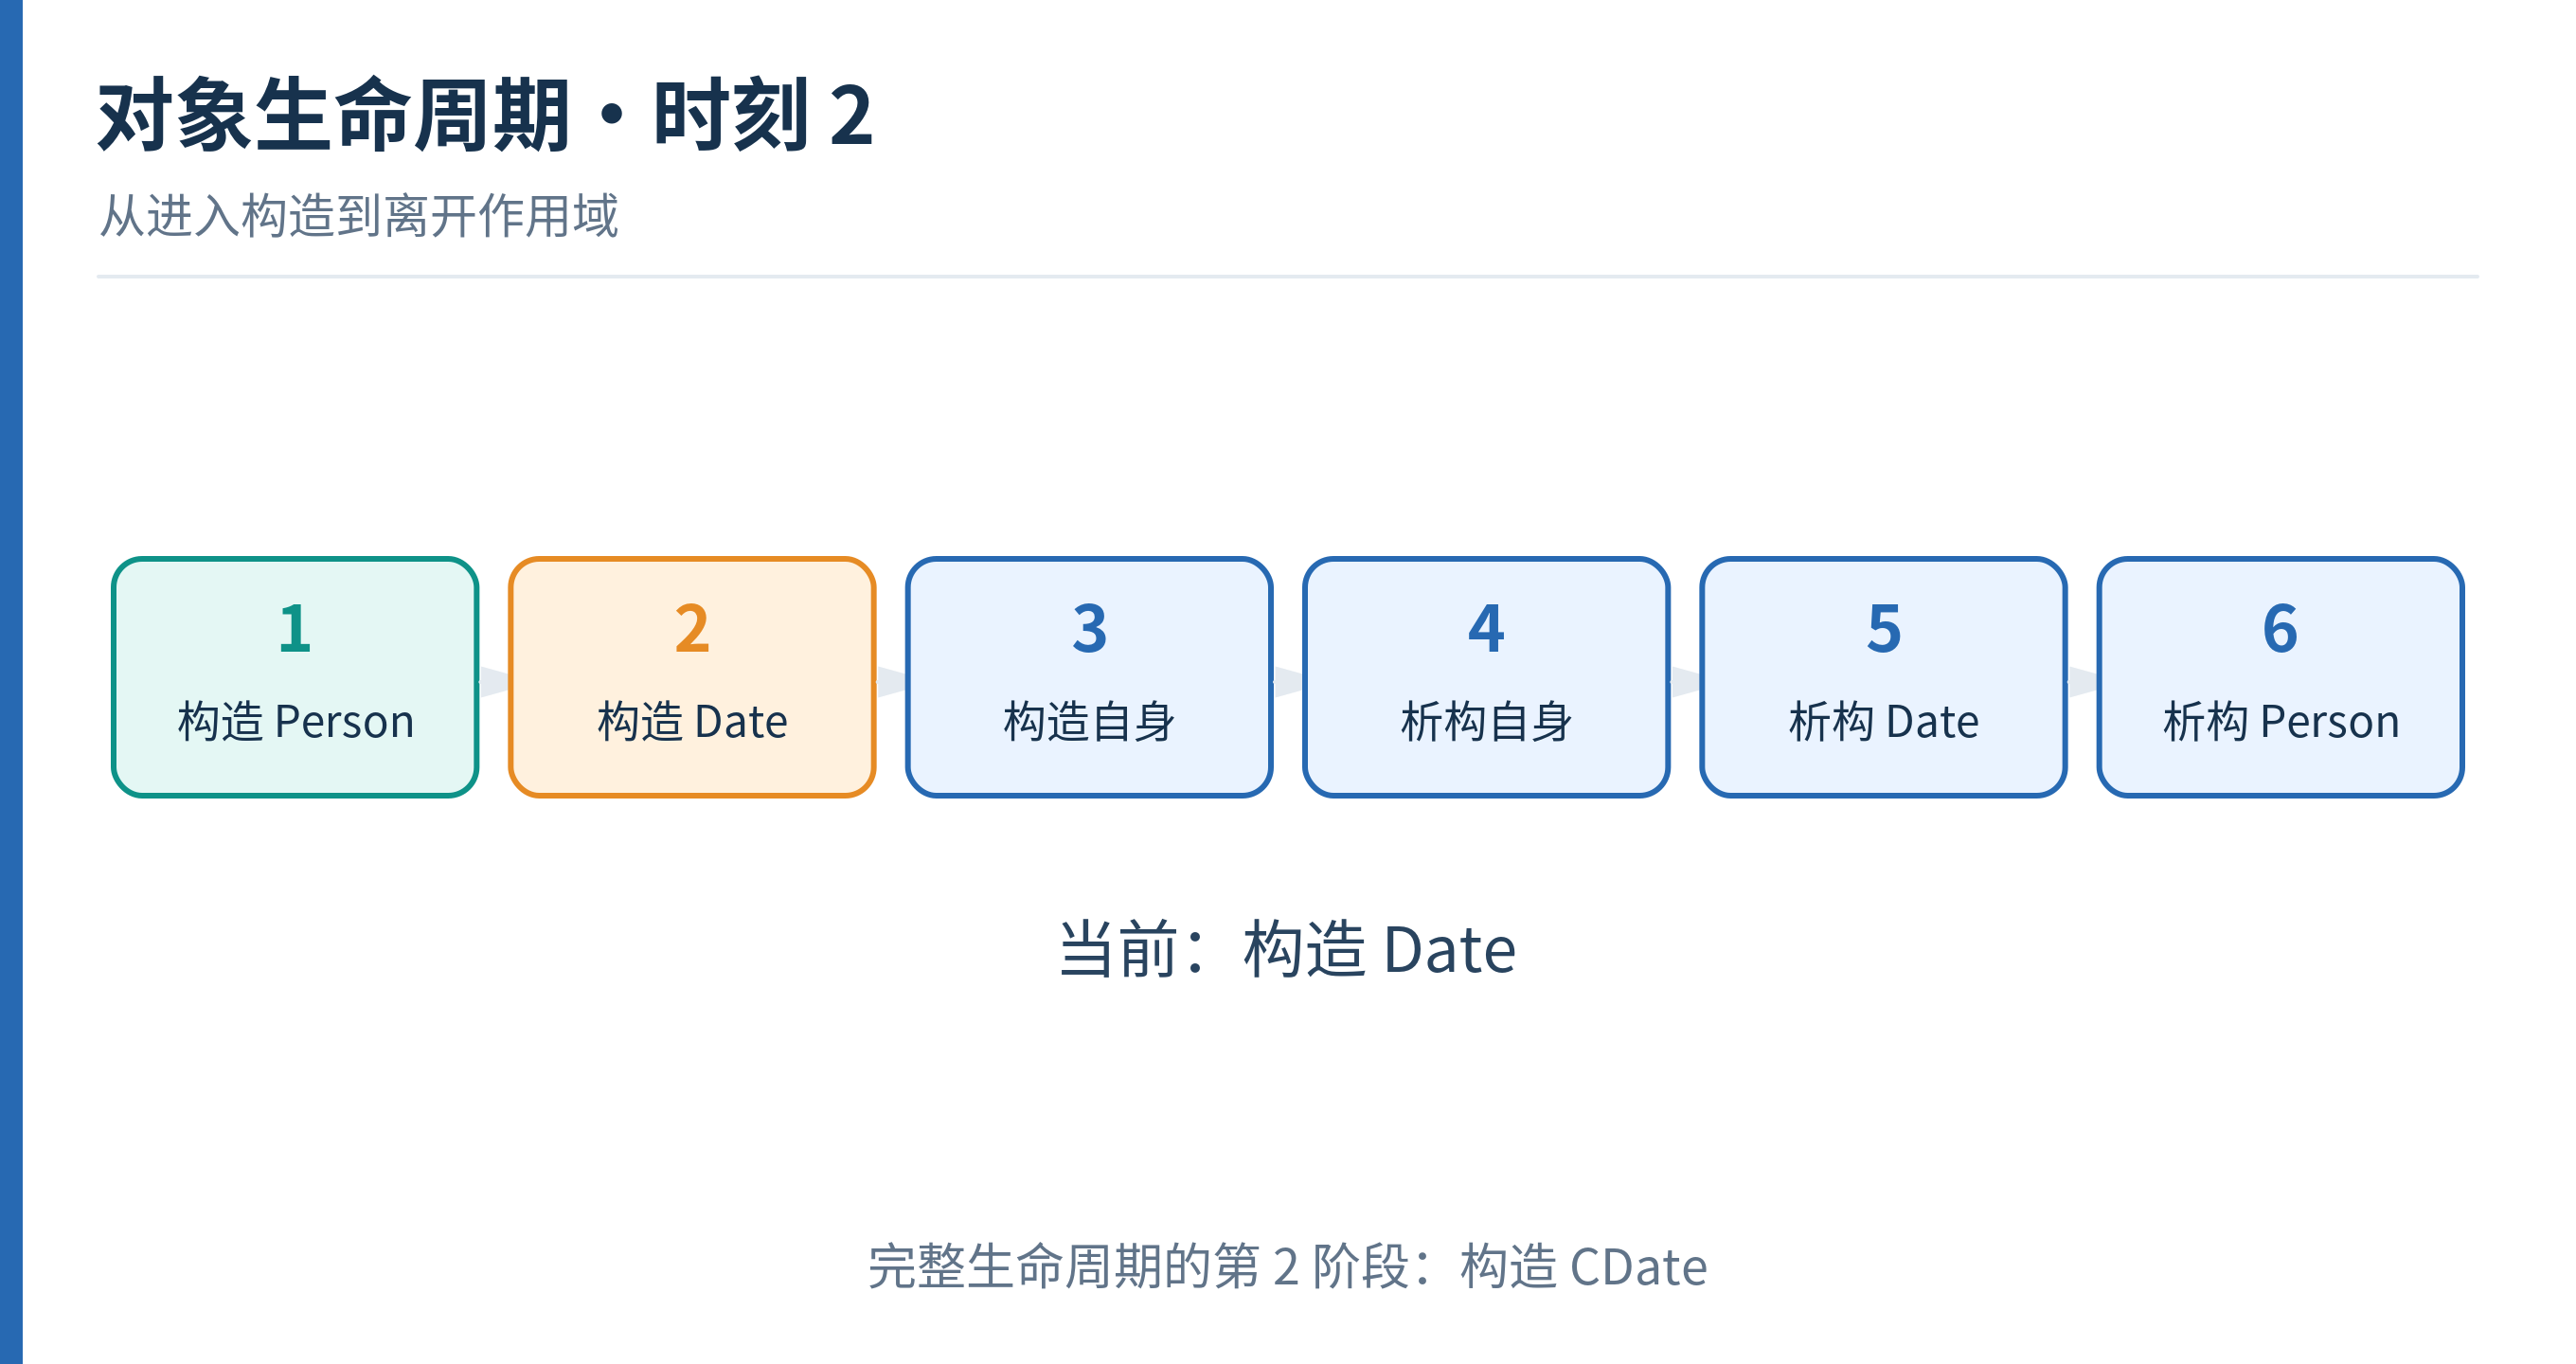 对象生命周期·时刻 2
从进入构造到离开作用域
1
构造 Person
2
构造 Date
3
构造自身
4
析构自身
5
析构 Date
6
析构 Person
当前：构造 Date
完整生命周期的第 2 阶段：构造 CDate